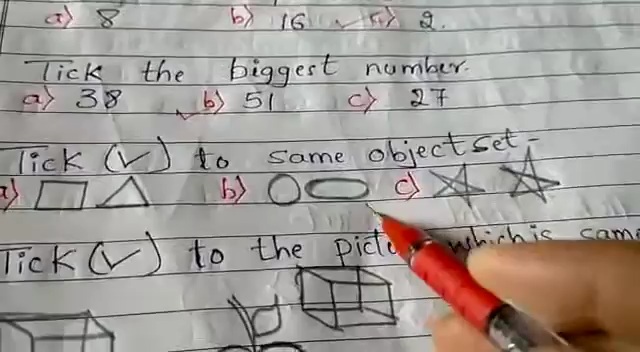 a) 8 b) 16 c) 2
Tick the biggest number.
a) 38 b) 51 c) 27
Tick (✓) to same object set-
a) b) c)
Tick (✓) to the which is same